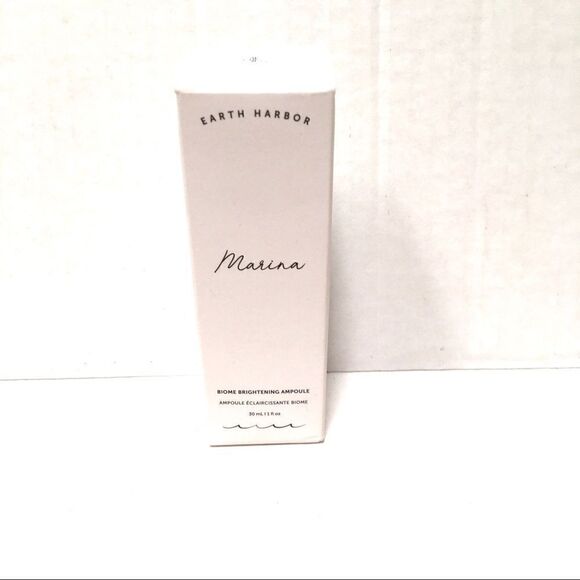 EARTH HARBOR
Marina
BIOME BRIGHTENING AMPOULE
AMPOULE ÉCLAIRCISSANTE BIOME
30 mL | 1 fl oz